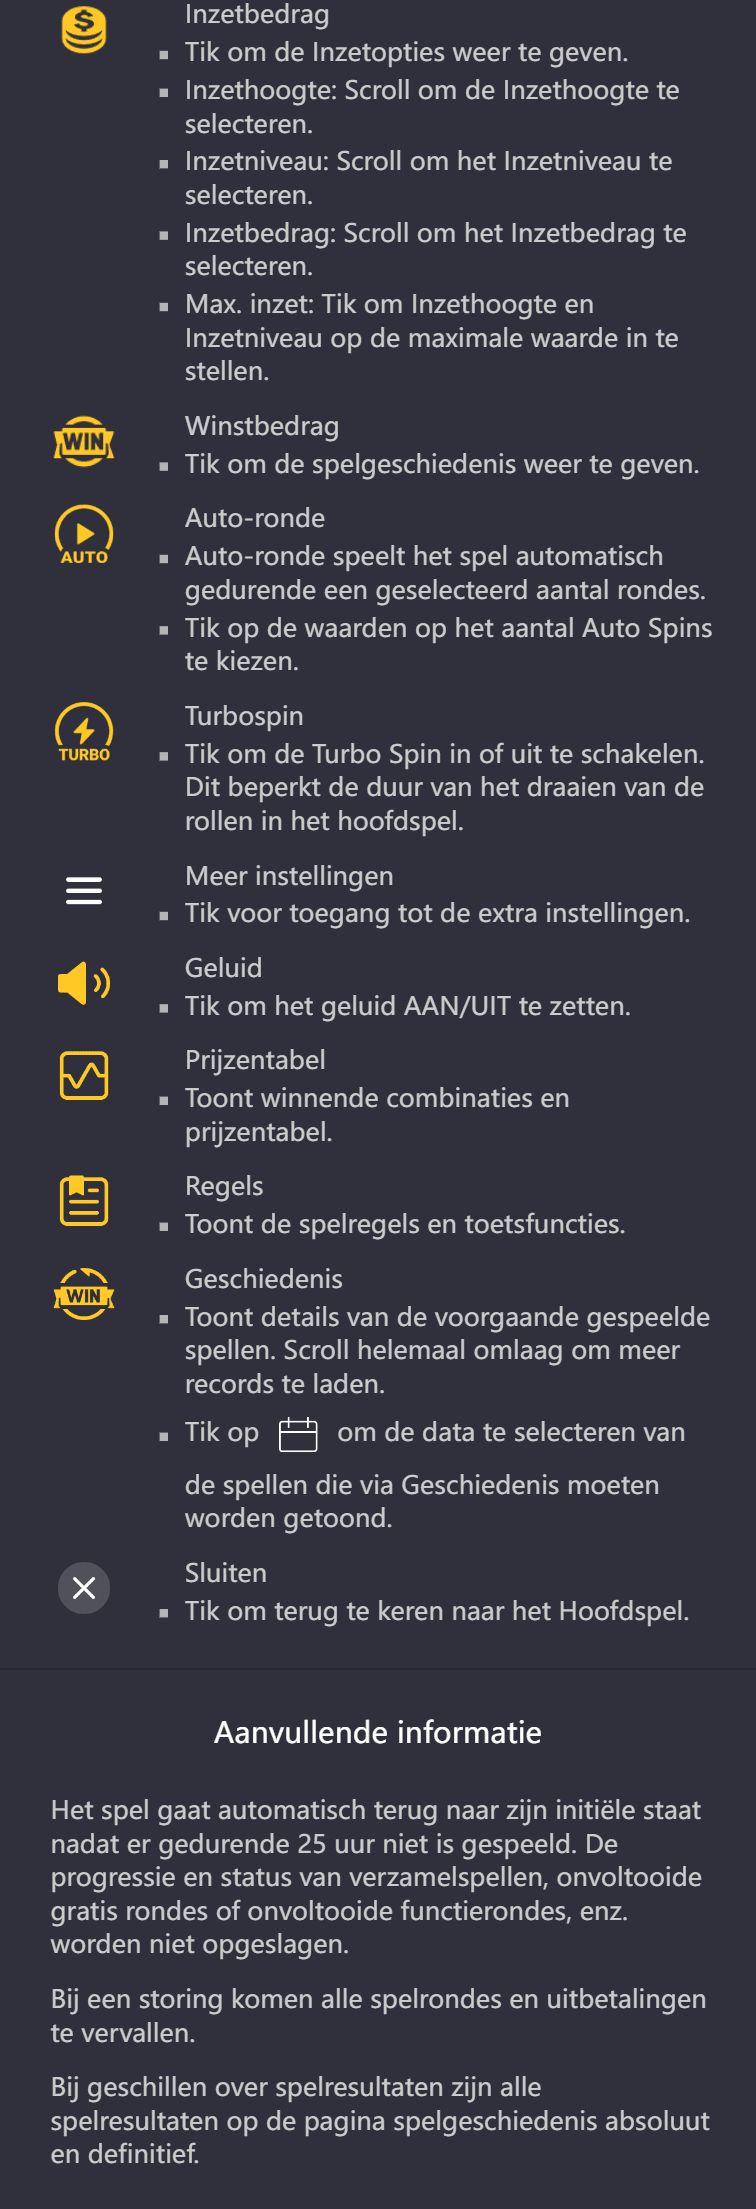 Inzetbedrag
Tik om de Inzetopties weer te geven.
Inzethoogte: Scroll om de Inzethoogte te
selecteren.
Inzetniveau: Scroll om het Inzetniveau te
selecteren.
Inzetbedrag: Scroll om het Inzetbedrag te
selecteren.
Max. inzet: Tik om Inzethoogte en
Inzetniveau op de maximale waarde in te
stellen.
WIN
Winstbedrag
Tik om de spelgeschiedenis weer te geven.
AUTO
Auto-ronde
Auto-ronde speelt het spel automatisch
gedurende een geselecteerd aantal rondes.
Tik op de waarden op het aantal Auto Spins
te kiezen.
TURBO
Turbospin
Tik om de Turbo Spin in of uit te schakelen.
Dit beperkt de duur van het draaien van de
rollen in het hoofdspel.
Meer instellingen
Tik voor toegang tot de extra instellingen.
Geluid
Tik om het geluid AAN/UIT te zetten.
Prijzentabel
Toont winnende combinaties en
prijzentabel.
Regels
Toont de spelregels en toetsfuncties.
WIN
Geschiedenis
Toont details van de voorgaande gespeelde
spellen. Scroll helemaal omlaag om meer
records te laden.
Tik op om de data te selecteren van
de spellen die via Geschiedenis moeten
worden getoond.
Sluiten
Tik om terug te keren naar het Hoofdspel.
Aanvullende informatie
Het spel gaat automatisch terug naar zijn initiële staat
nadat er gedurende 25 uur niet is gespeeld. De
progressie en status van verzamelspellen, onvoltooide
gratis rondes of onvoltooide functierondes, enz.
worden niet opgeslagen.
Bij een storing komen alle spelrondes en uitbetalingen
te vervallen.
Bij geschillen over spelresultaten zijn alle
spelresultaten op de pagina spelgeschiedenis absoluut
en definitief.